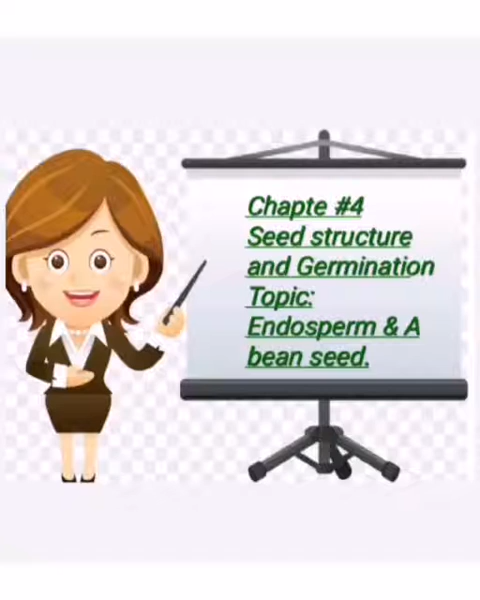 Chapte #4
Seed structure
and Germination
Topic:
Endosperm & A
bean seed.